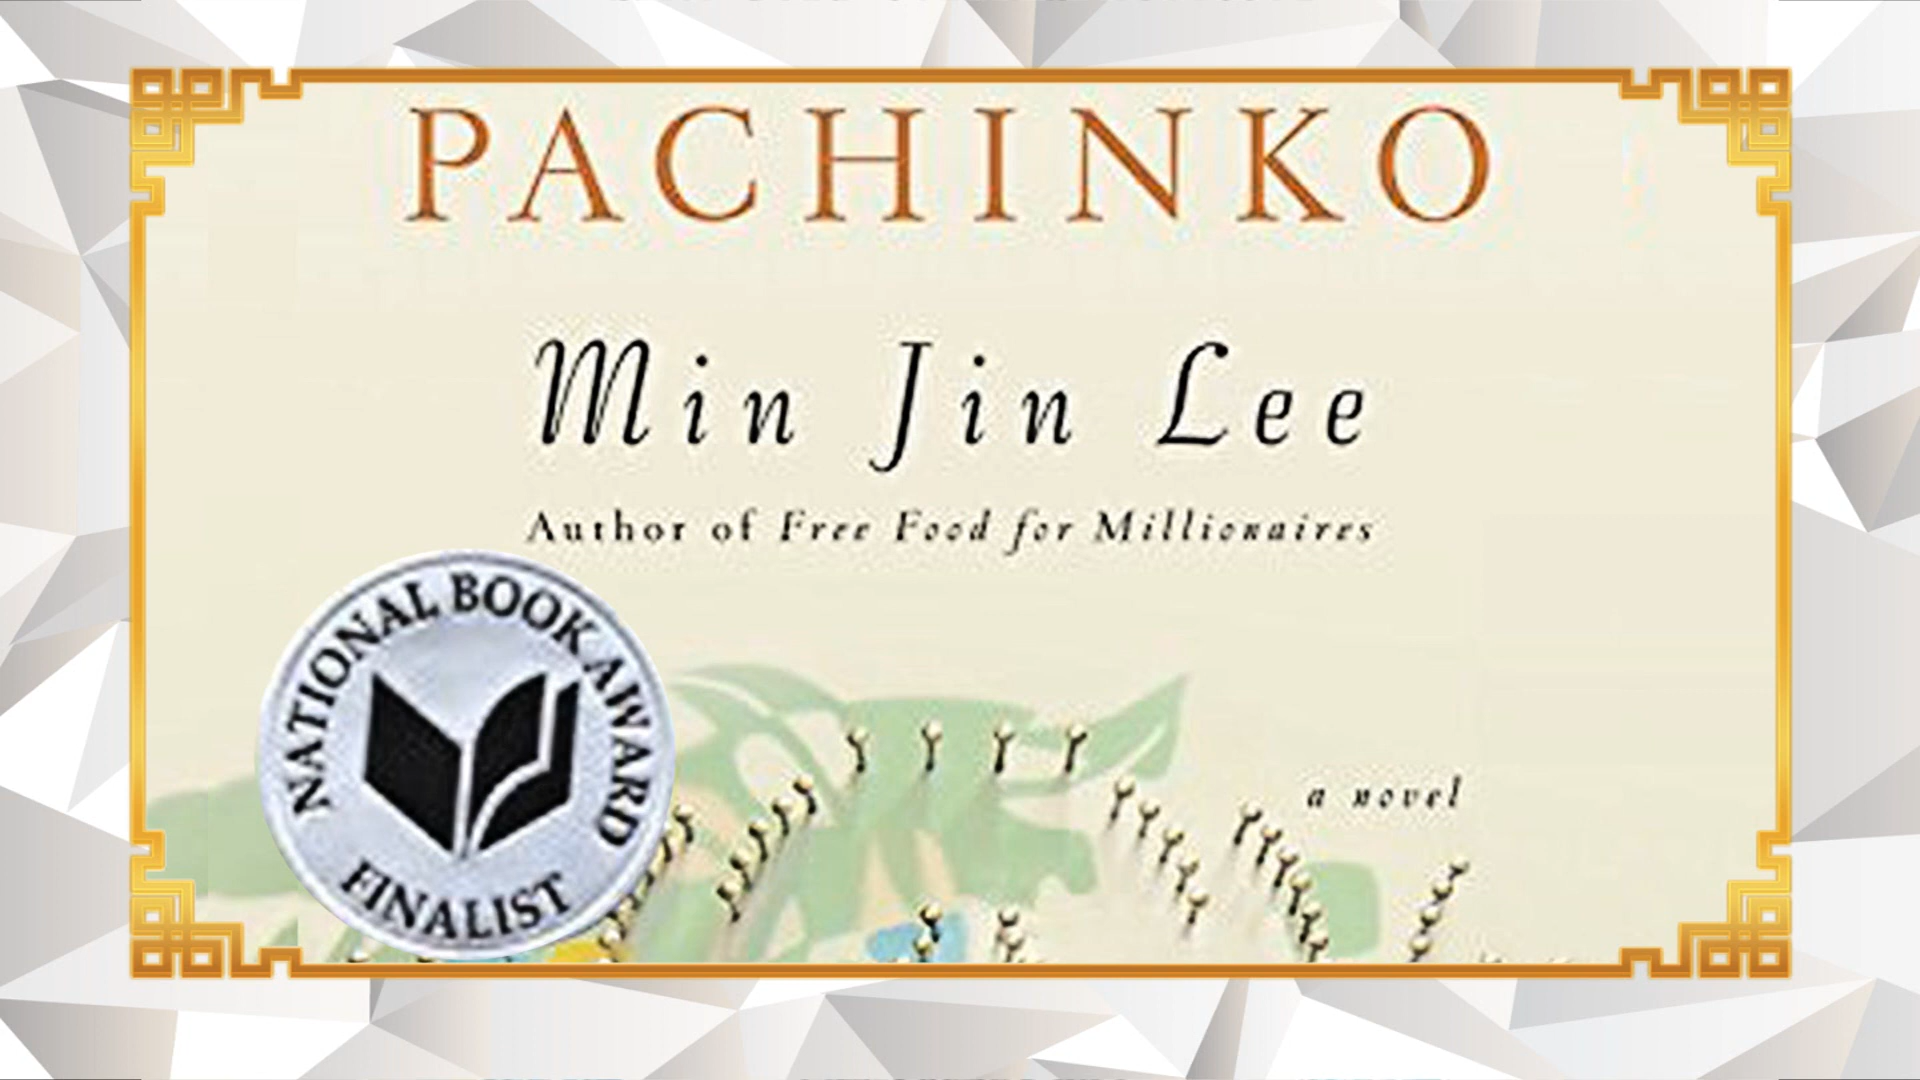 PACHINKO
Min Jin Lee
Author of Free Food for Millionaires
NATIONAL BOOK AWARD
FINALIST
a novel